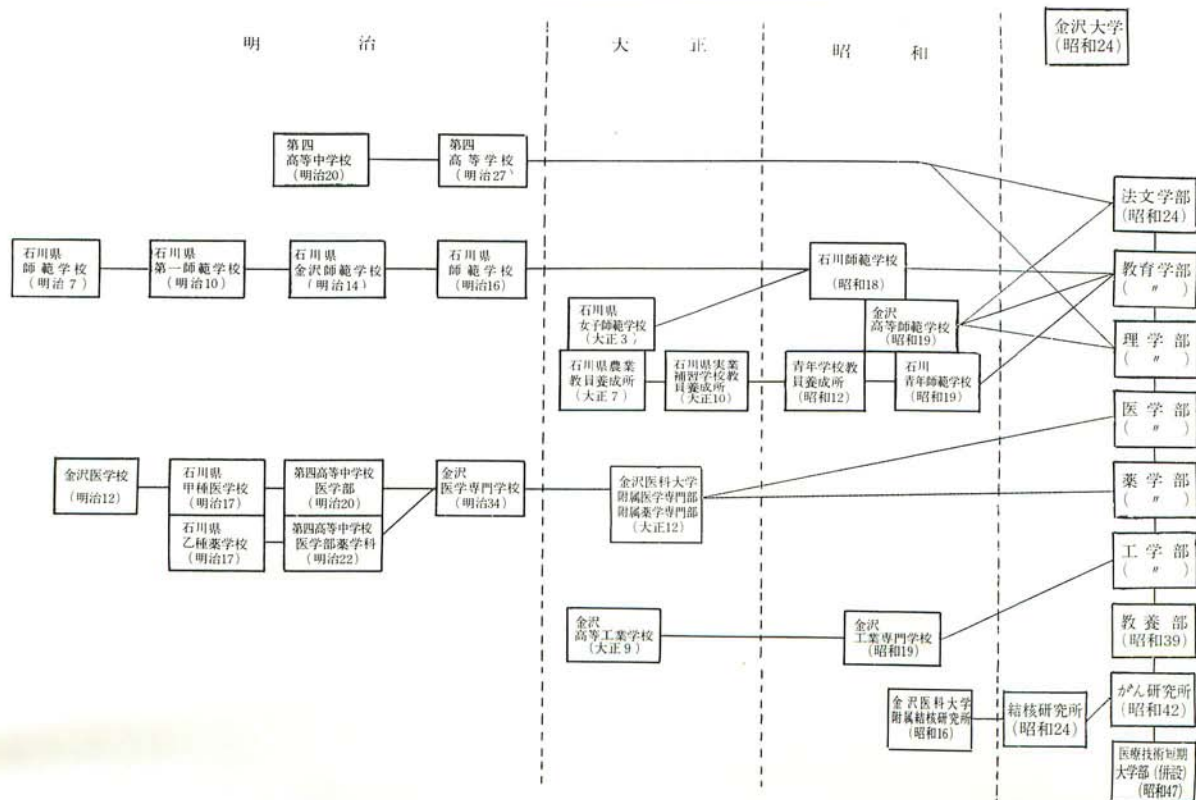 明治
大正
昭和
金沢大学
(昭和24)
第四
高等中学校
(明治20)
第四
高等学校
(明治27)
法文学部
(昭和24)
石川県
師範学校
(明治7)
石川県
第一師範学校
(明治10)
石川県
金沢師範学校
(明治14)
石川県
師範学校
(明治16)
石川師範学校
(昭和18)
教育学部
(〃)
石川県
女子師範学校
(大正3)
金沢
高等師範学校
(昭和19)
理学部
(〃)
石川県農業
教員養成所
(大正7)
石川県実業
補習学校教
員養成所
(大正10)
青年学校教
員養成所
(昭和12)
石川
青年師範学校
(昭和19)
医学部
(〃)
金沢医学校
(明治12)
石川県
甲種医学校
(明治17)
第四高等中学校
医学部
(明治20)
金沢
医学専門学校
(明治34)
金沢医科大学
附属医学専門部
附属薬学専門部
(大正12)
薬学部
(〃)
石川県
乙種薬学校
(明治17)
第四高等中学校
医学部薬学科
(明治22)
工学部
(〃)
金沢
高等工業学校
(大正9)
金沢
工業専門学校
(昭和19)
教養部
(昭和39)
金沢医科大学
附属結核研究所
(昭和16)
結核研究所
(昭和24)
がん研究所
(昭和42)
医療技術短期
大学部(併設)
(昭和47)